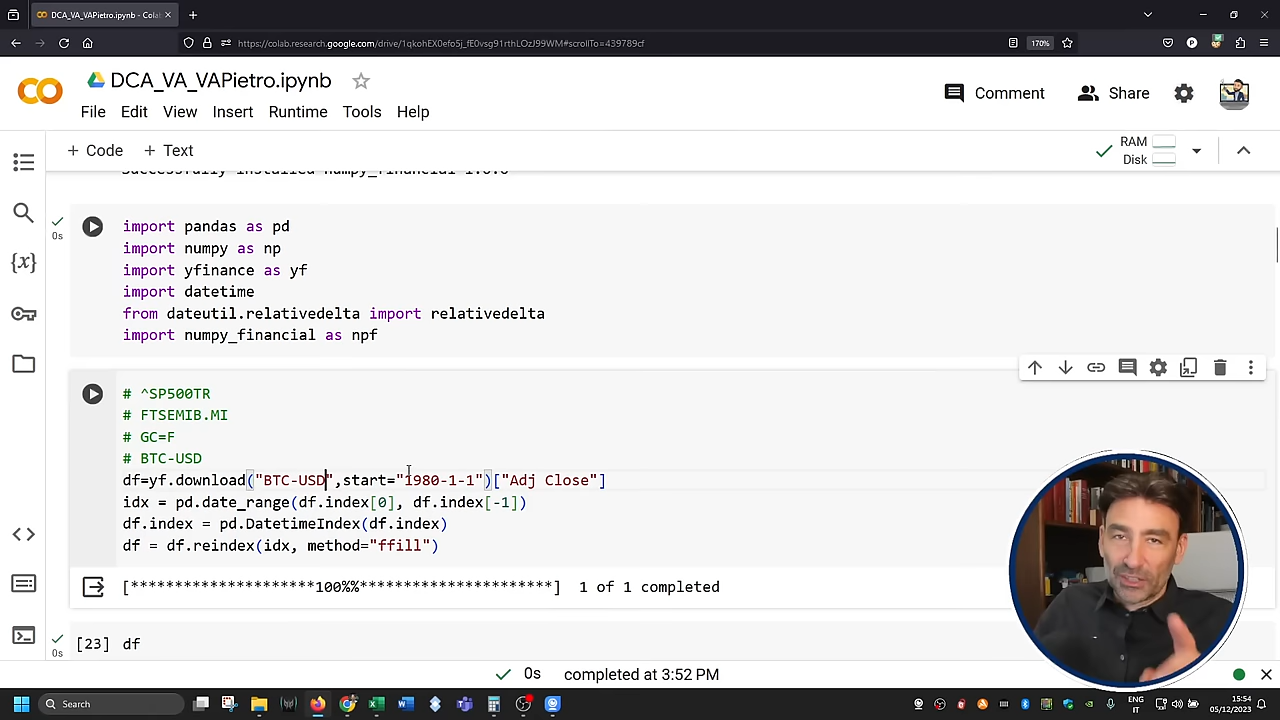 DCA_VA_VAPietro.ipynb - Cola
https://colab.research.google.com/drive/1qkohEX0efo5j_fE0vsg91rthLOzJ99WM#scrollTo=439789cf
170%
DCA_VA_VAPietro.ipynb
File Edit View Insert Runtime Tools Help
Comment
Share
+ Code + Text
RAM
Disk
Successfully installed numpy_financial-1.0.0
0s
import pandas as pd
import numpy as np
import yfinance as yf
import datetime
from dateutil.relativedelta import relativedelta
import numpy_financial as npf
# ^SP500TR
# FTSEMIB.MI
# GC=F
# BTC-USD
df=yf.download("BTC-USD",start="1980-1-1")["Adj Close"]
idx = pd.date_range(df.index[0], df.index[-1])
df.index = pd.DatetimeIndex(df.index)
df = df.reindex(idx, method="ffill")
[*********************100%%**********************] 1 of 1 completed
[23]
0s
df
0s completed at 3:52 PM
Search
ENG
IT
15:54
05/12/2023